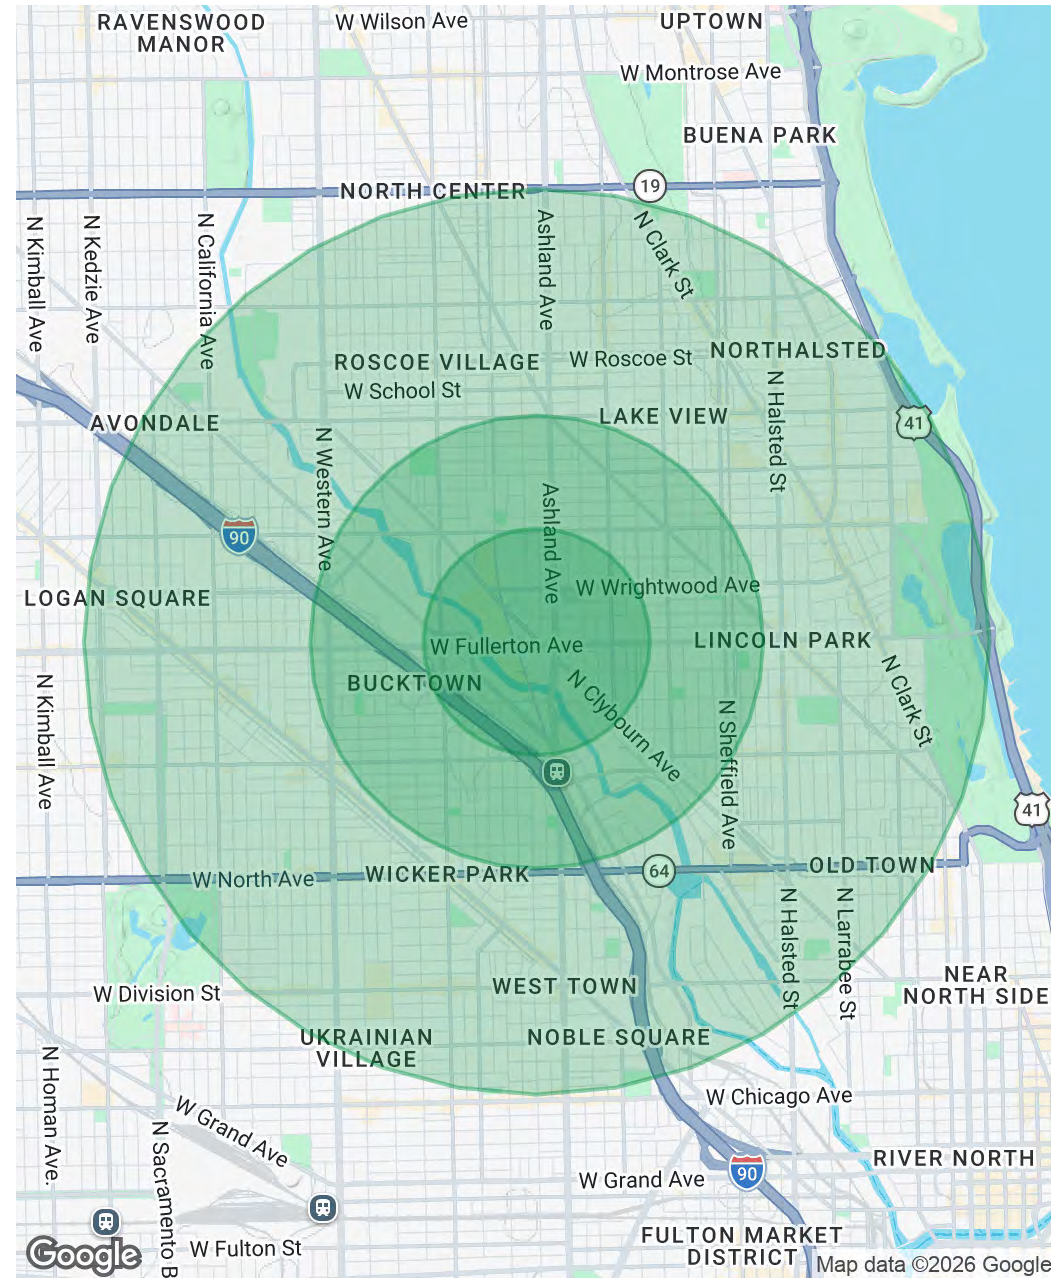 RAVENSWOOD
MANOR
W Wilson Ave
UPTOWN
W Montrose Ave
BUENA PARK
NORTH CENTER
19
N Kimball Ave
N Kedzie Ave
N California Ave
Ashland Ave
N Clark St
ROSCOE VILLAGE
W Roscoe St
NORTHALSTED
W School St
N Halsted St
AVONDALE
LAKE VIEW
41
N Western Ave
90
Ashland Ave
W Wrightwood Ave
LOGAN SQUARE
W Fullerton Ave
LINCOLN PARK
BUCKTOWN
N Clark St
N Kimball Ave
N Clybourn Ave
N Sheffield Ave
41
W North Ave
WICKER PARK
64
OLD TOWN
N Halsted St
N Larrabee St
W Division St
WEST TOWN
NEAR
NORTH SIDE
UKRAINIAN
VILLAGE
NOBLE SQUARE
N Homan Ave.
W Grand Ave
N Sacramento B
W Chicago Ave
W Grand Ave
90
RIVER NORTH
FULTON MARKET
DISTRICT
W Fulton St
Google
Map data ©2026 Google